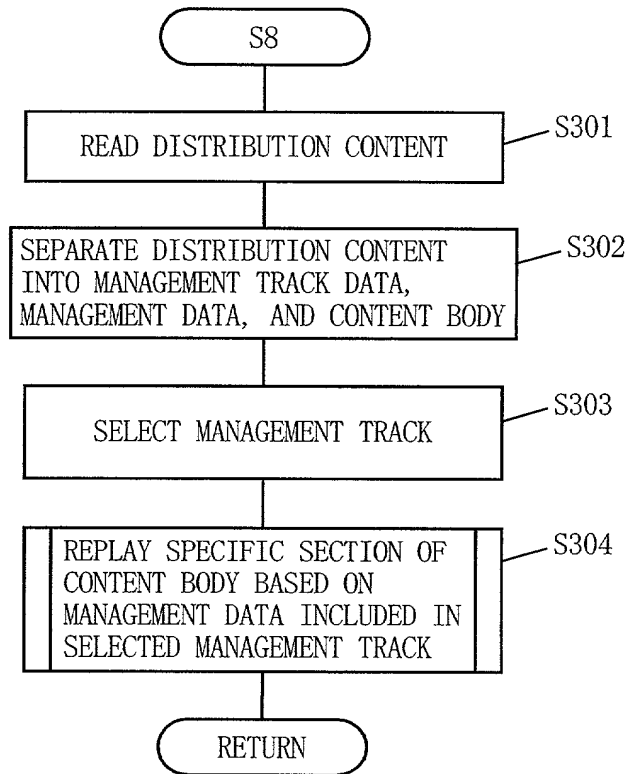 S8
READ DISTRIBUTION CONTENT
S301
SEPARATE DISTRIBUTION CONTENT
INTO MANAGEMENT TRACK DATA,
MANAGEMENT DATA, AND CONTENT BODY
S302
SELECT MANAGEMENT TRACK
S303
REPLAY SPECIFIC SECTION OF
CONTENT BODY BASED ON
MANAGEMENT DATA INCLUDED IN
SELECTED MANAGEMENT TRACK
S304
RETURN